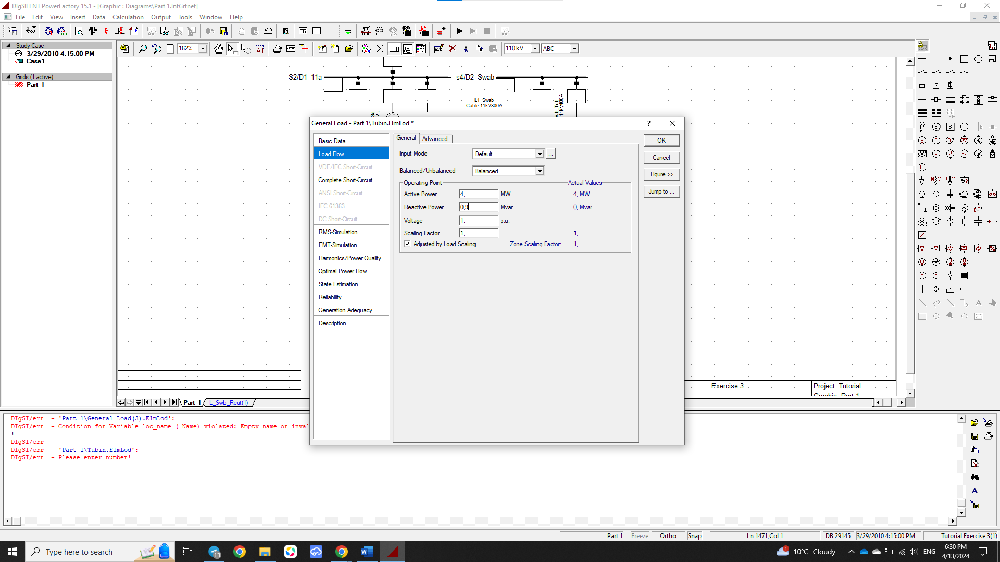 DIgSILENT PowerFactory 15.1 - [Graphic : Diagrams\Part 1.IntGrfnet]
File Edit View Insert Data Calculation Output Tools Window Help
162%
110 kV
ABC
Study Case
3/29/2010 4:15:00 PM
Case1
Grids (1 active)
Part 1
S2/D1_11a
s4/D2_Swab
L1_Swab
Cable 11kV800A
11kV400A
General Load - Part 1\Tubin.ElmLod *
?
Basic Data
Load Flow
VDE/IEC Short-Circuit
Complete Short-Circuit
ANSI Short-Circuit
IEC 61363
DC Short-Circuit
RMS-Simulation
EMT-Simulation
Harmonics/Power Quality
Optimal Power Flow
State Estimation
Reliability
Generation Adequacy
Description
General Advanced
Input Mode Default ...
Balanced/Unbalanced Balanced
Operating Point Actual Values
Active Power 4, MW 4, MW
Reactive Power 0,9 Mvar 0, Mvar
Voltage 1, p.u.
Scaling Factor 1, 1,
Adjusted by Load Scaling Zone Scaling Factor: 1,
OK
Cancel
Figure >>
Jump to ...
Exercise 3
Project: Tutorial
Graphic: Part 1
Part 1 L_Swb_Reut(1)
DIgSI/err - 'Part 1\General Load(3).ElmLod':
DIgSI/err - Condition for Variable loc_name ( Name) violated: Empty name or inval
!
DIgSI/err - ------------------------------------------------------------
DIgSI/err - 'Part 1\Tubin.ElmLod':
DIgSI/err - Please enter number!
Part 1 Freeze Ortho Snap Ln 1471,Col 1 DB 29145 3/29/2010 4:15:00 PM Tutorial Exercise 3(1)
Type here to search
13
1
10°C Cloudy
ENG
6:30 PM
4/13/2024